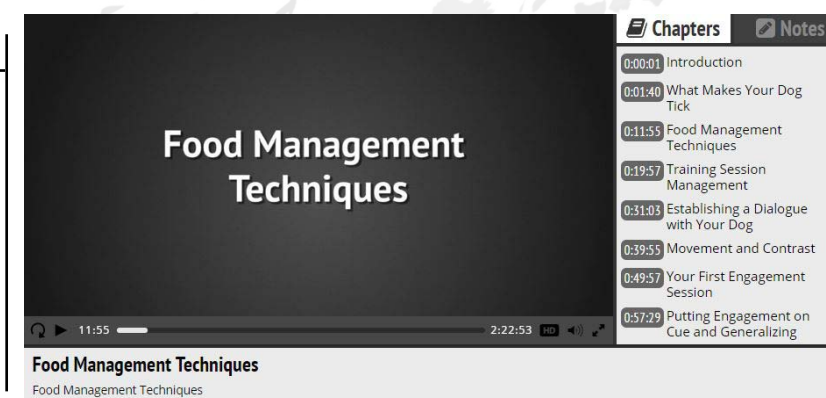 Food Management
Techniques
11:55
2:22:53
HD
Food Management Techniques
Food Management Techniques
Chapters
Notes
0:00:01 Introduction
0:01:40 What Makes Your Dog
Tick
0:11:55 Food Management
Techniques
0:19:57 Training Session
Management
0:31:03 Establishing a Dialogue
with Your Dog
0:39:55 Movement and Contrast
0:49:57 Your First Engagement
Session
0:57:29 Putting Engagement on
Cue and Generalizing